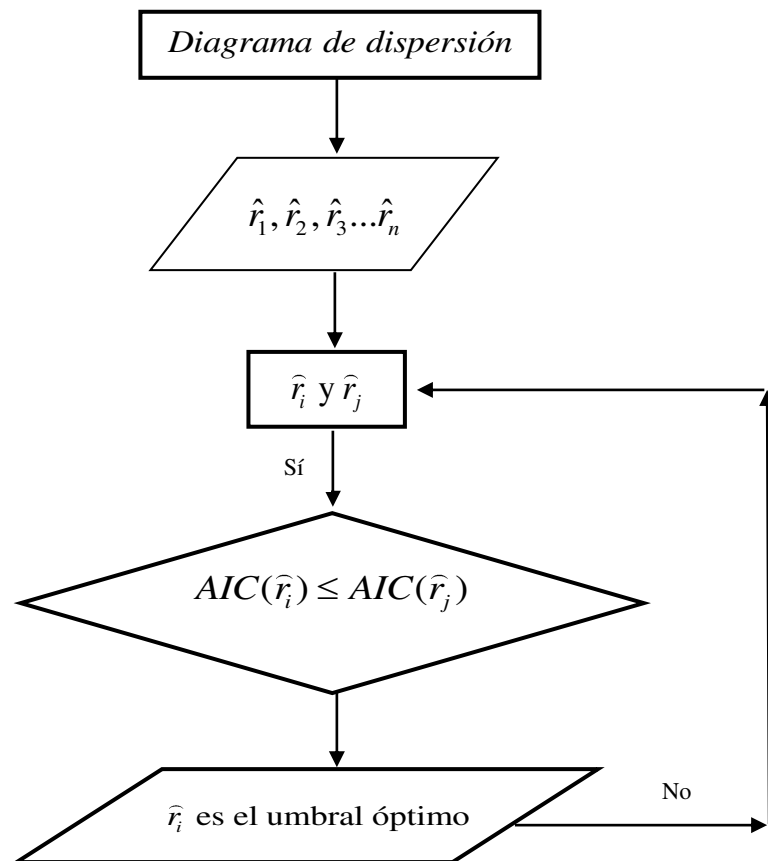 Diagrama de dispersión
r̂₁, r̂₂, r̂₃...r̂ₙ
r̂ᵢ y r̂ⱼ
Sí
AIC(r̂ᵢ) ≤ AIC(r̂ⱼ)
No
r̂ᵢ es el umbral óptimo